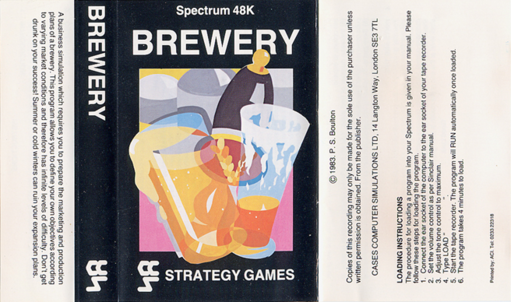 A business simulation which requires you to prepare the marketing and production
plans of a brewery. This program allows you to define your own objectives according
to varying market conditions and therefore has infinite levels of difficulty. Don't get
drunk on your success! Summer or cold winters can ruin your expansion plans.
BREWERY
Spectrum 48K
BREWERY
STRATEGY GAMES
© 1983. P. S. Boulton
Copies of this recording may only be made for the sole use of the purchaser unless
written permission is obtained. From the publisher.
CASES COMPUTER SIMULATIONS LTD, 14 Langton Way, London SE3 7TL
LOADING INSTRUCTIONS
The procedure for loading a program into your Spectrum is given in your manual. Please
follow these steps for loading the program.
1. Connect the ear socket of the computer to the ear socket of your tape recorder.
2. Set the volume control as per Sinclair manual.
3. Adjust the tone control to maximum.
4. Type LOAD " "
5. Start the tape recorder. The program will RUN automatically once loaded.
6. The program takes 4 minutes to load.
Printed by: ACI. Tel: